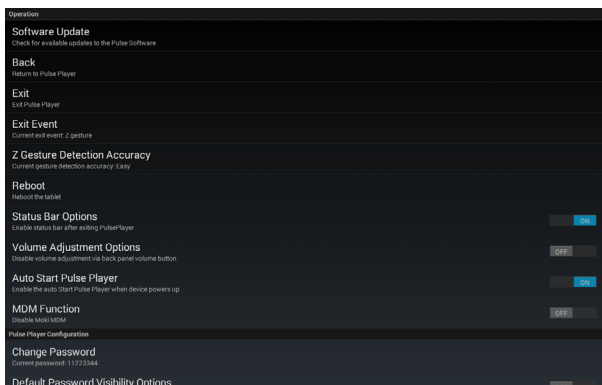 Operation
Software Update
Check for available updates to the Pulse Software
Back
Return to Pulse Player
Exit
Exit Pulse Player
Exit Event
Current exit event: Z gesture
Z Gesture Detection Accuracy
Current gesture detection accuracy: Easy
Reboot
Reboot the tablet
Status Bar Options
Enable status bar after exiting PulsePlayer
ON
Volume Adjustment Options
Disable volume adjustment via back panel volume button
OFF
Auto Start Pulse Player
Enable the auto Start Pulse Player when device powers up
ON
MDM Function
Disable Moki MDM
OFF
Pulse Player Configuration
Change Password
Current password: 11223344
Default Password Visibility Options